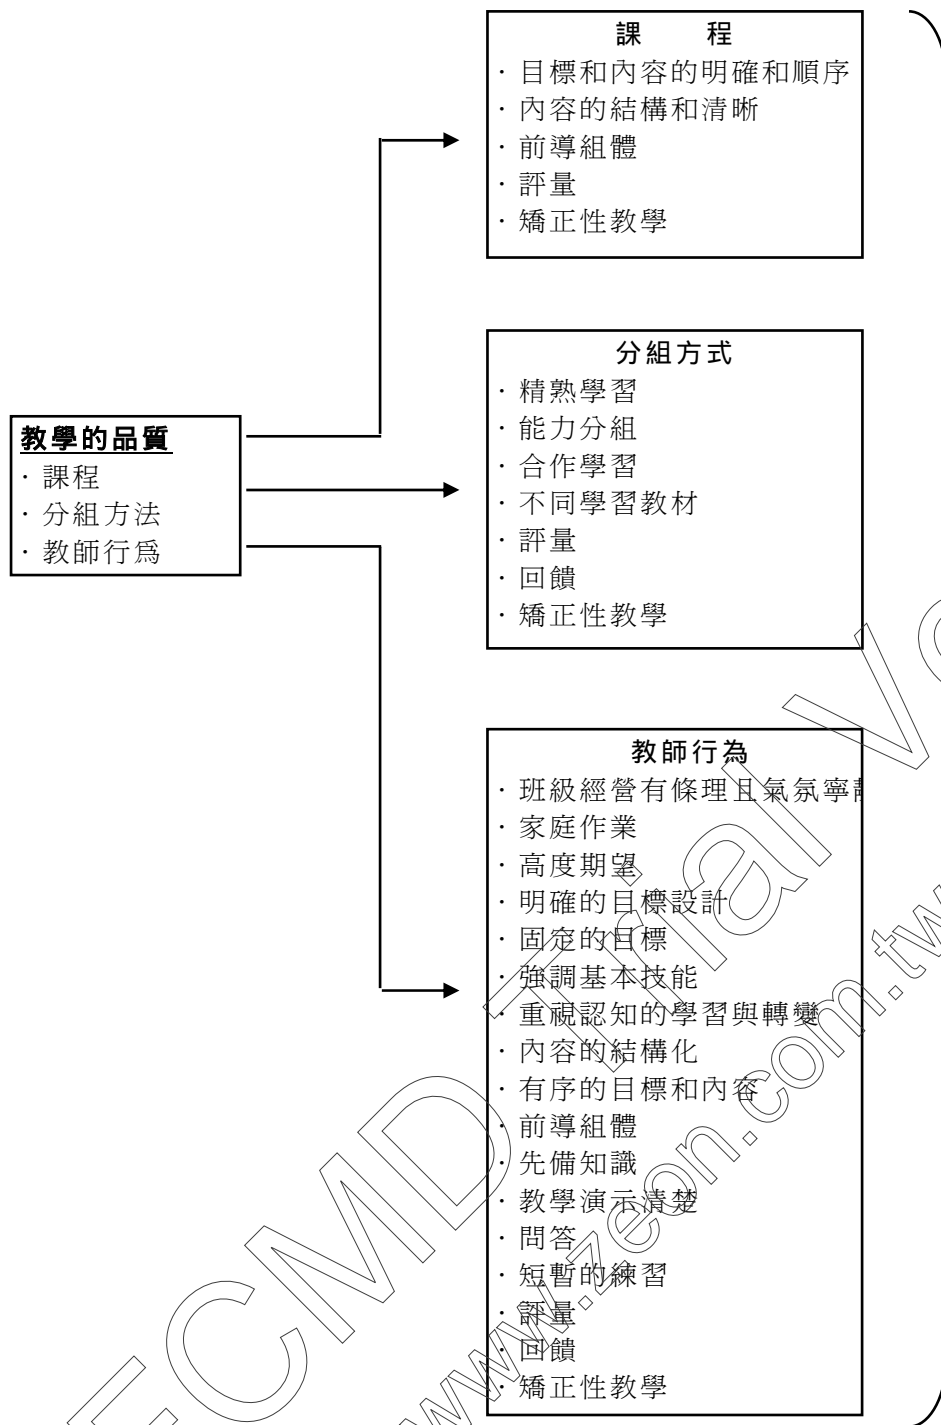 課 程
·目標和內容的明確和順序
·內容的結構和清晰
·前導組體
·評量
·矯正性教學
分組方式
·精熟學習
·能力分組
·合作學習
·不同學習教材
·評量
·回饋
·矯正性教學
教學的品質
·課程
·分組方法
·教師行爲
教師行為
·班級經營有條理且氣氛寧
·家庭作業
·高度期望
·明確的目標設計
·固定的目標
·強調基本技能
·重視認知的學習與轉變
·內容的結構化
·有序的目標和內容
·前導組體
·先備知識
·教學演示清楚
·問答
·短暫的練習
·評量
·回饋
·矯正性教學
ECMD Trial Ve
www.zeon.com.tw